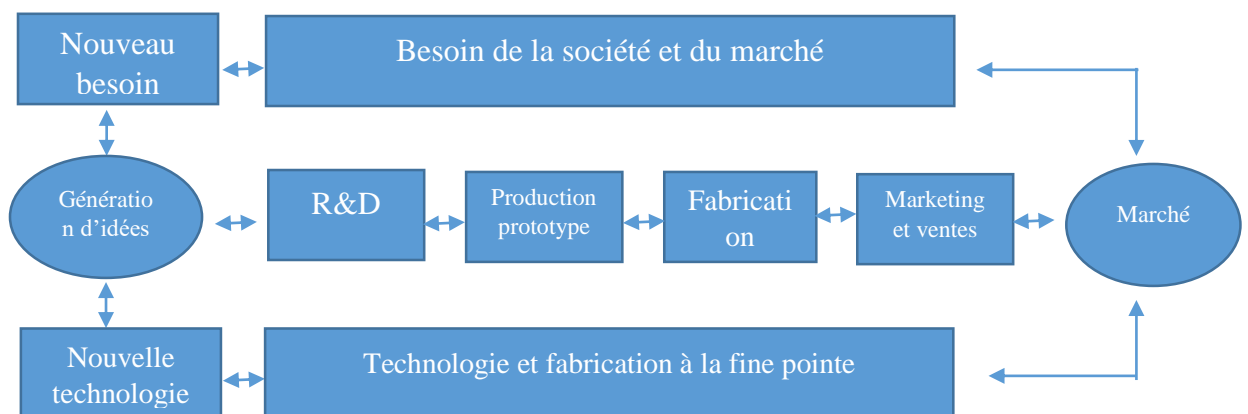 Nouveau
besoin
Besoin de la société et du marché
Génératio
n d’idées
R&D
Production
prototype
Fabricati
on
Marketing
et ventes
Marché
Nouvelle
technologie
Technologie et fabrication à la fine pointe